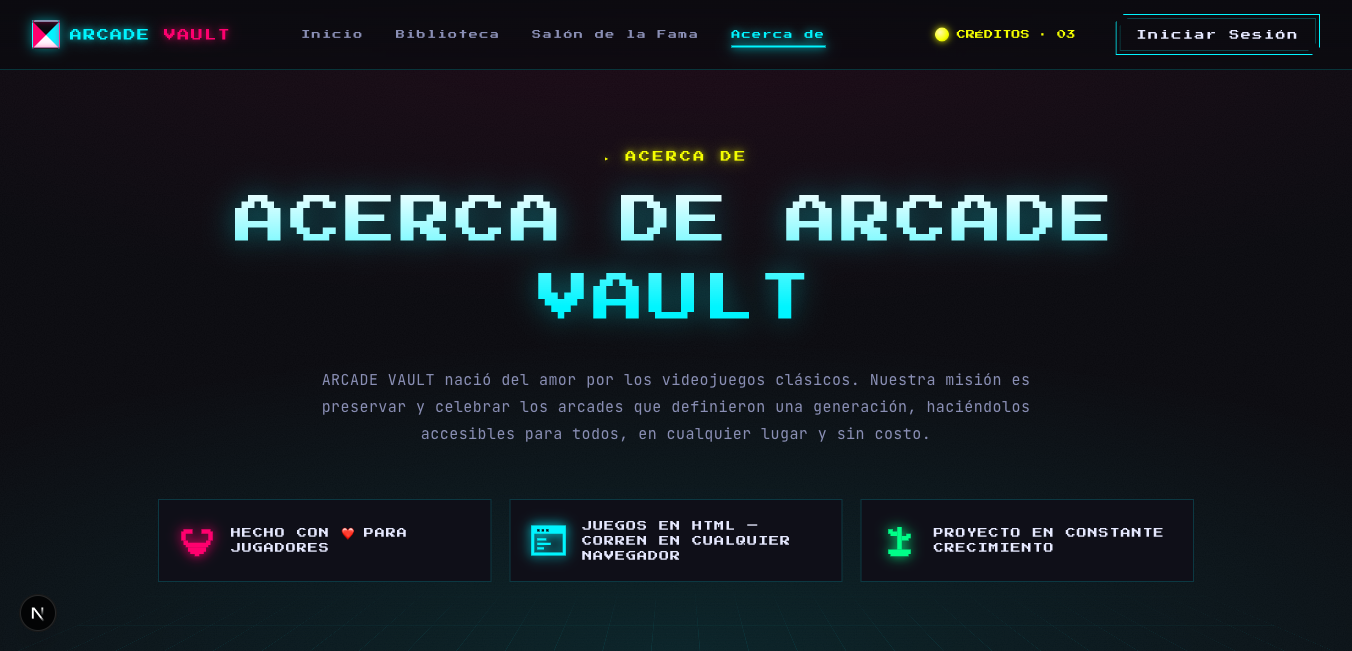 ARCADE VAULT
Inicio
Biblioteca
Salón de la Fama
Acerca de
CRÉDITOS · 03
Iniciar Sesión
. ACERCA DE
ACERCA DE ARCADE
VAULT
ARCADE VAULT nació del amor por los videojuegos clásicos. Nuestra misión es
preservar y celebrar los arcades que definieron una generación, haciéndolos
accesibles para todos, en cualquier lugar y sin costo.
HECHO CON ❤️ PARA
JUGADORES
JUEGOS EN HTML —
CORREN EN CUALQUIER
NAVEGADOR
PROYECTO EN CONSTANTE
CRECIMIENTO
N